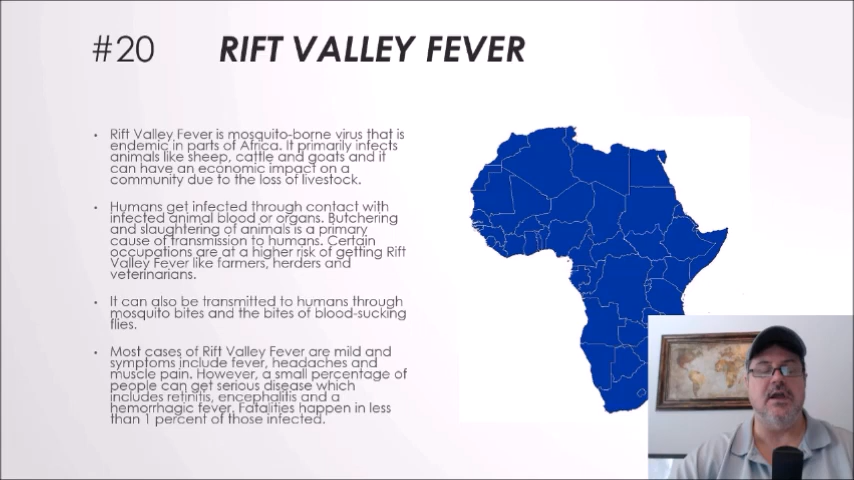 #20 RIFT VALLEY FEVER
• Rift Valley Fever is mosquito-borne virus that is
endemic in parts of Africa. It primarily infects
animals like sheep, cattle and goats and it
can have an economic impact on a
community due to the loss of livestock.
• Humans get infected through contact with
infected animal blood or organs. Butchering
and slaughtering of animals is a primary
cause of transmission to humans. Certain
occupations are at a higher risk of getting Rift
Valley Fever like farmers, herders and
veterinarians.
• It can also be transmitted to humans through
mosquito bites and the bites of blood-sucking
flies.
• Most cases of Rift Valley Fever are mild and
symptoms include fever, headaches and
muscle pain. However, a small percentage of
people can get serious disease which
includes retinitis, encephalitis and a
hemorrhagic fever. Fatalities happen in less
than 1 percent of those infected.